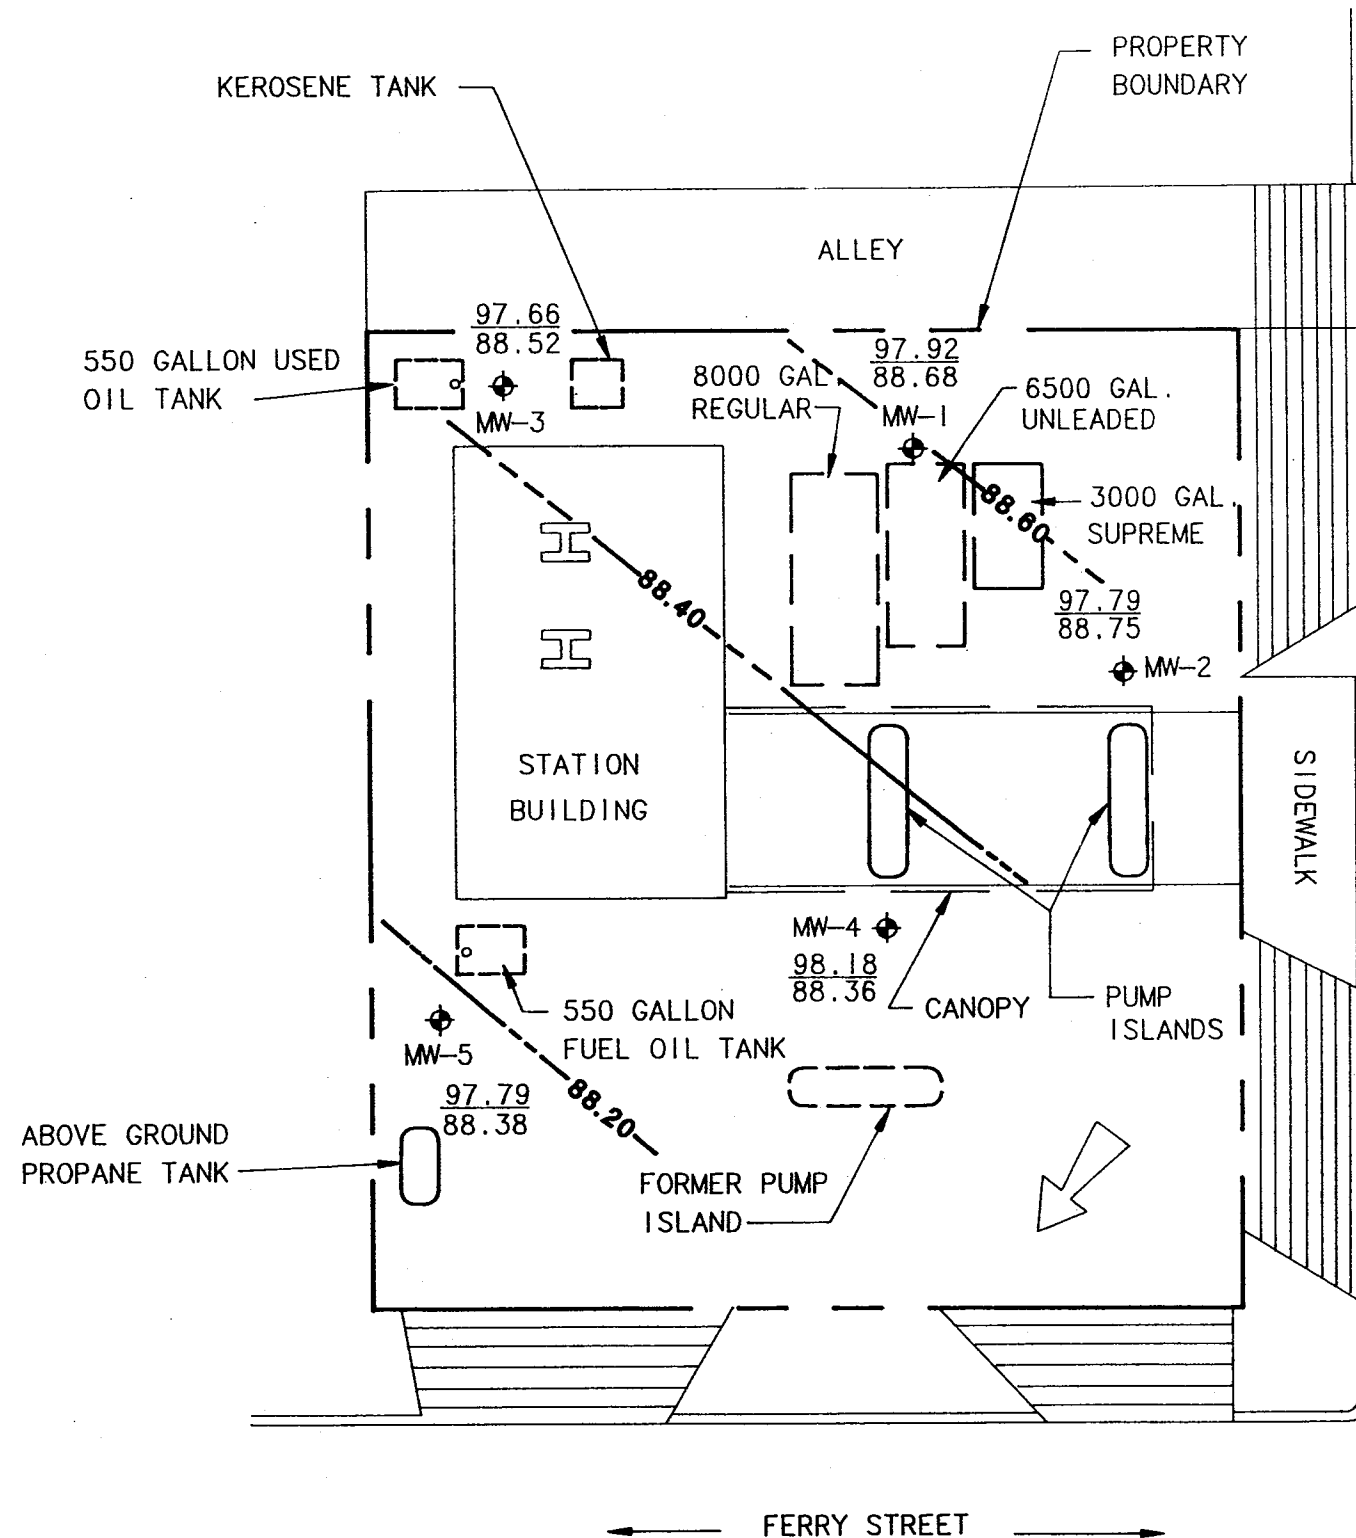 PROPERTY
BOUNDARY
KEROSENE TANK
ALLEY
97.66
88.52
97.92
88.68
550 GALLON USED
OIL TANK
8000 GAL.
REGULAR
6500 GAL.
UNLEADED
MW-3
MW-1
88.60
3000 GAL.
SUPREME
88.40
97.79
88.75
MW-2
STATION
BUILDING
SIDEWALK
MW-4
98.18
88.36
CANOPY
PUMP
ISLANDS
550 GALLON
FUEL OIL TANK
MW-5
97.79
88.38
88.20
ABOVE GROUND
PROPANE TANK
FORMER PUMP
ISLAND
FERRY STREET